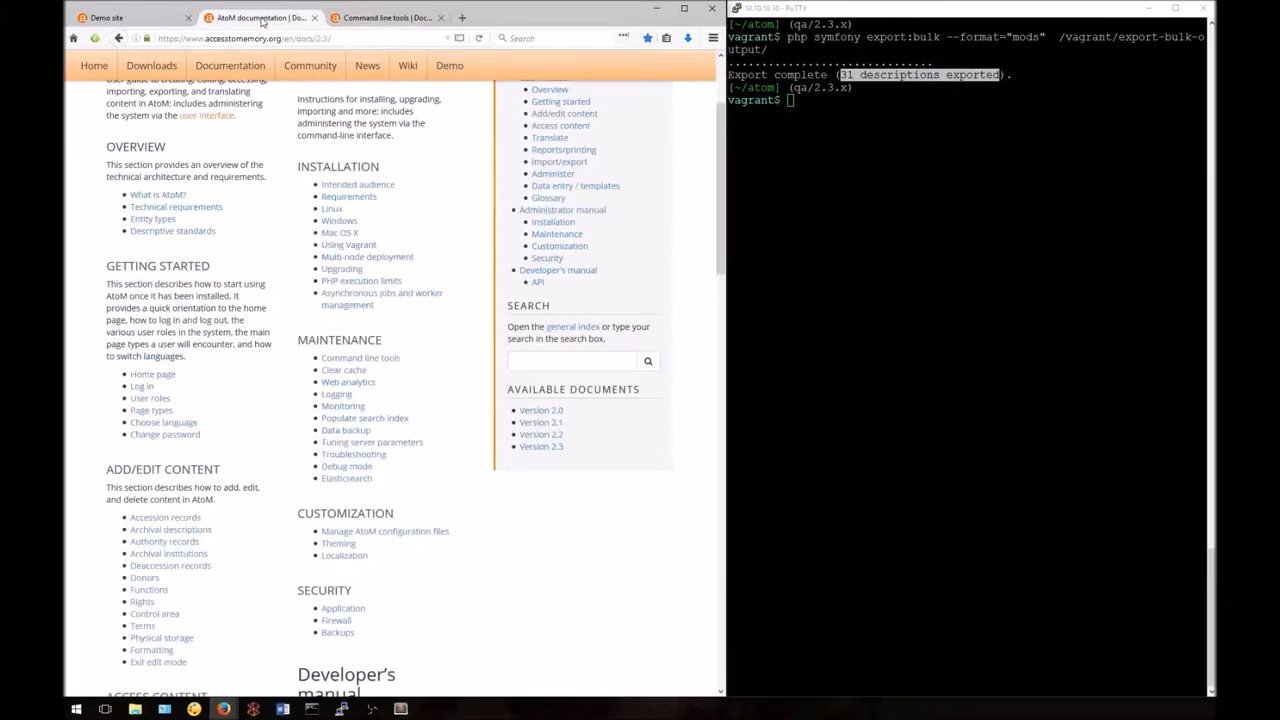 Demo site
AtoM documentation | Do...
Command line tools | Doc...
https://www.accesstomemory.org/en/docs/2.3/
Search
Home
Downloads
Documentation
Community
News
Wiki
Demo
importing, exporting, and translating
content in AtoM; includes administering
the system via the user interface.
OVERVIEW
This section provides an overview of the
technical architecture and requirements.
What is AtoM?
Technical requirements
Entity types
Descriptive standards
GETTING STARTED
This section describes how to start using
AtoM once it has been installed. It
provides a quick orientation to the home
page, how to log in and log out, the
various user roles in the system, the main
page types a user will encounter, and how
to switch languages.
Home page
Log in
User roles
Page types
Choose language
Change password
ADD/EDIT CONTENT
This section describes how to add, edit,
and delete content in AtoM.
Accession records
Archival descriptions
Authority records
Archival institutions
Deaccession records
Donors
Functions
Rights
Control area
Terms
Physical storage
Formatting
Exit edit mode
ACCESS CONTENT
Instructions for installing, upgrading,
importing and more; includes
administering the system via the
command-line interface.
INSTALLATION
Intended audience
Requirements
Linux
Windows
Mac OS X
Using Vagrant
Multi-node deployment
Upgrading
PHP execution limits
Asynchronous jobs and worker
management
MAINTENANCE
Command line tools
Clear cache
Web analytics
Logging
Monitoring
Populate search index
Data backup
Tuning server parameters
Troubleshooting
Debug mode
Elasticsearch
CUSTOMIZATION
Manage AtoM configuration files
Theming
Localization
SECURITY
Application
Firewall
Backups
Developer's
manual
Overview
Getting started
Add/edit content
Access content
Translate
Reports/printing
Import/export
Administer
Data entry / templates
Glossary
Administrator manual
Installation
Maintenance
Customization
Security
Developer's manual
API
SEARCH
Open the general index or type your
search in the search box.
AVAILABLE DOCUMENTS
Version 2.0
Version 2.1
Version 2.2
Version 2.3
10.10.10.10 - PuTTY
[~/atom] (qa/2.3.x)
vagrant$ php symfony export:bulk --format="mods"  /vagrant/export-bulk-o
utput/
...............................
Export complete (31 descriptions exported).
[~/atom] (qa/2.3.x)
vagrant$